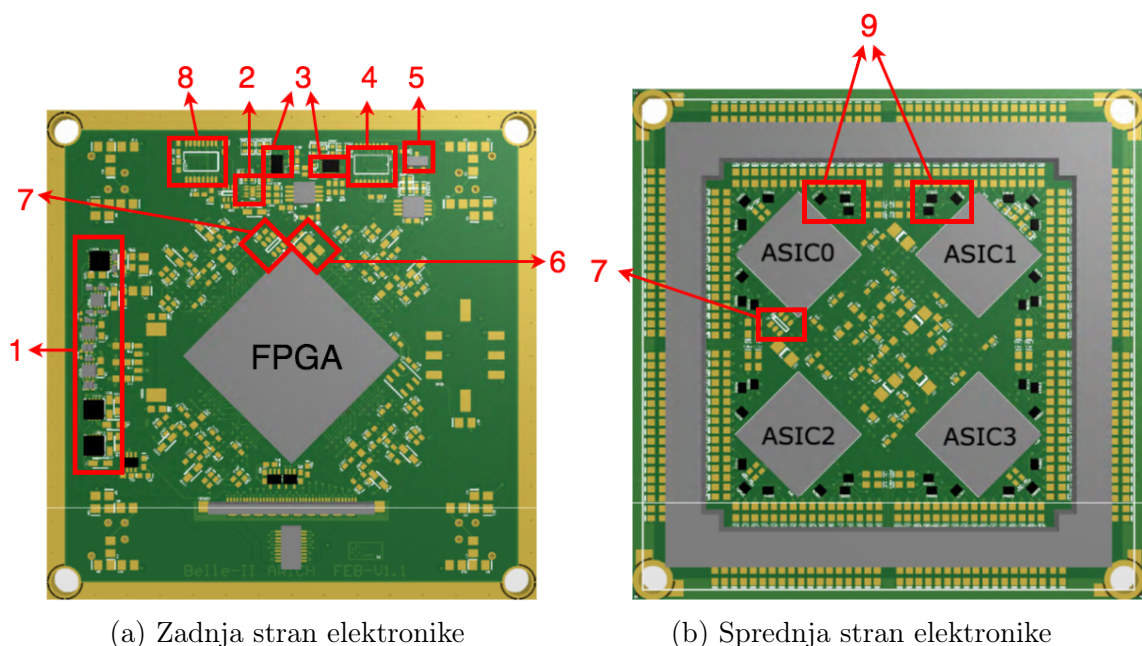 8 2 3 4 5
7
6
1
FPGA
Belle-II ARICH FEB-V1.1
(a) Zadnja stran elektronike
9
7
ASIC0
ASIC1
ASIC2
ASIC3
(b) Sprednja stran elektronike